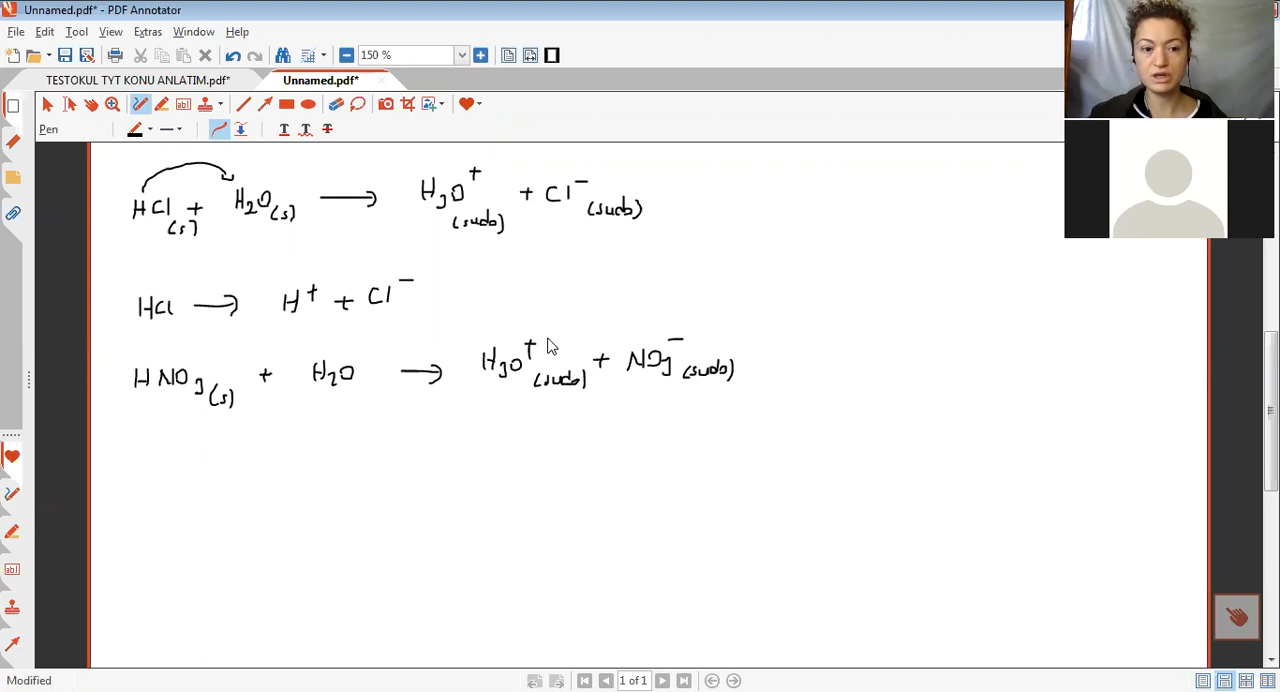 Unnamed.pdf* - PDF Annotator
File Edit Tool View Extras Window Help
150 %
TESTOKUL TYT KONU ANLATIM.pdf* Unnamed.pdf*
Pen
HCl(s) + H₂O(s) → H₃O⁺(suda) + Cl⁻(suda)
HCl → H⁺ + Cl⁻
HNO₃(s) + H₂O → H₃O⁺(suda) + NO₃⁻(suda)
Modified
1 of 1